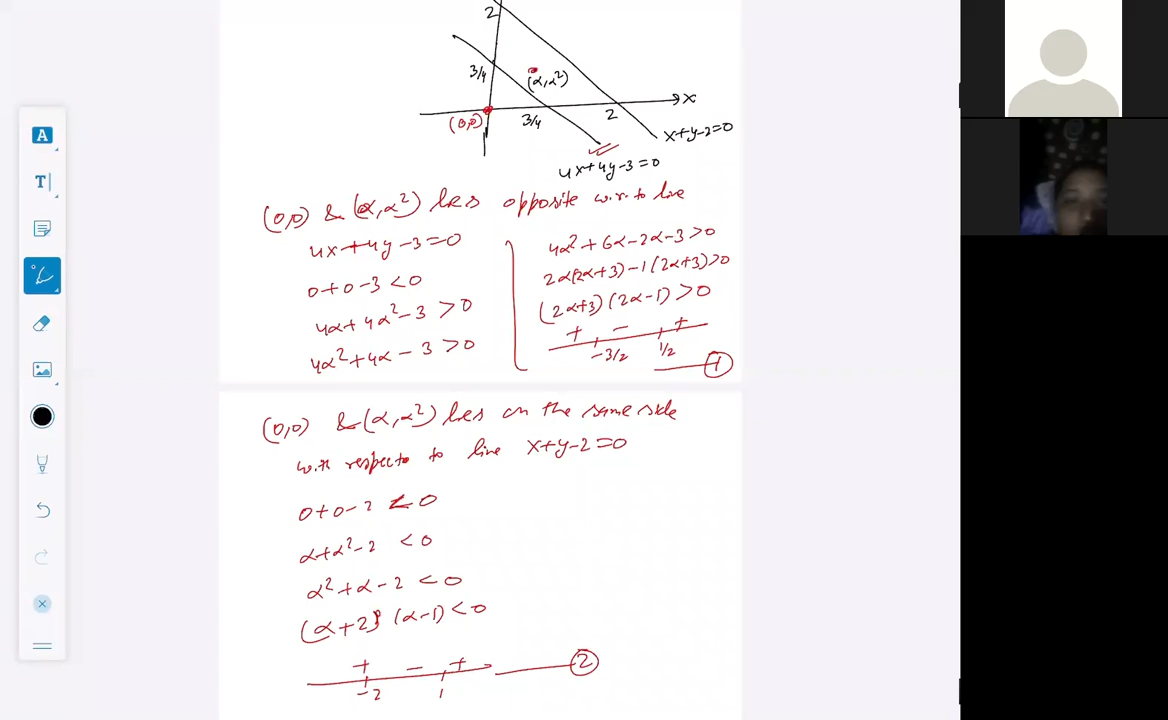 2
3/4
(α,α²)
x
(0,0)
3/4
2
x+y-2=0
4x+4y-3=0
(0,0) & (α,α²) lies opposite w.r. to line
4x+4y-3=0
0+0-3<0
4α+4α²-3>0
4α²+4α-3>0
4α²+6α-2α-3>0
2α(2α+3)-1(2α+3)>0
(2α+3)(2α-1)>0
+ - +
-3/2 1/2
1
(0,0) & (α,α²) lies on the same side
with respecto to line x+y-2=0
0+0-2<0
α+α²-2<0
α²+α-2<0
(α+2)(α-1)<0
+ - +
-2 1
2
A
T